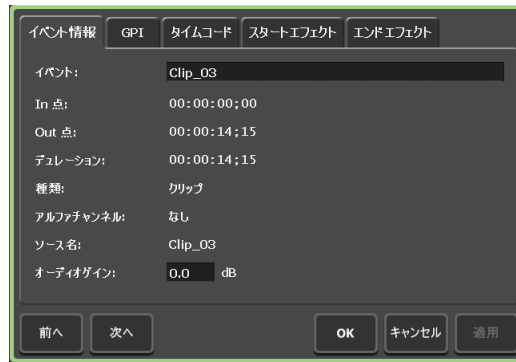 イベント情報 GPI タイムコード スタートエフェクト エンドエフェクト
イベント: Clip_03
In 点: 00:00:00;00
Out 点: 00:00:14;15
デュレーション: 00:00:14;15
種類: クリップ
アルファチャンネル: なし
ソース名: Clip_03
オーディオゲイン: 0.0 dB
前へ 次へ OK キャンセル 適用